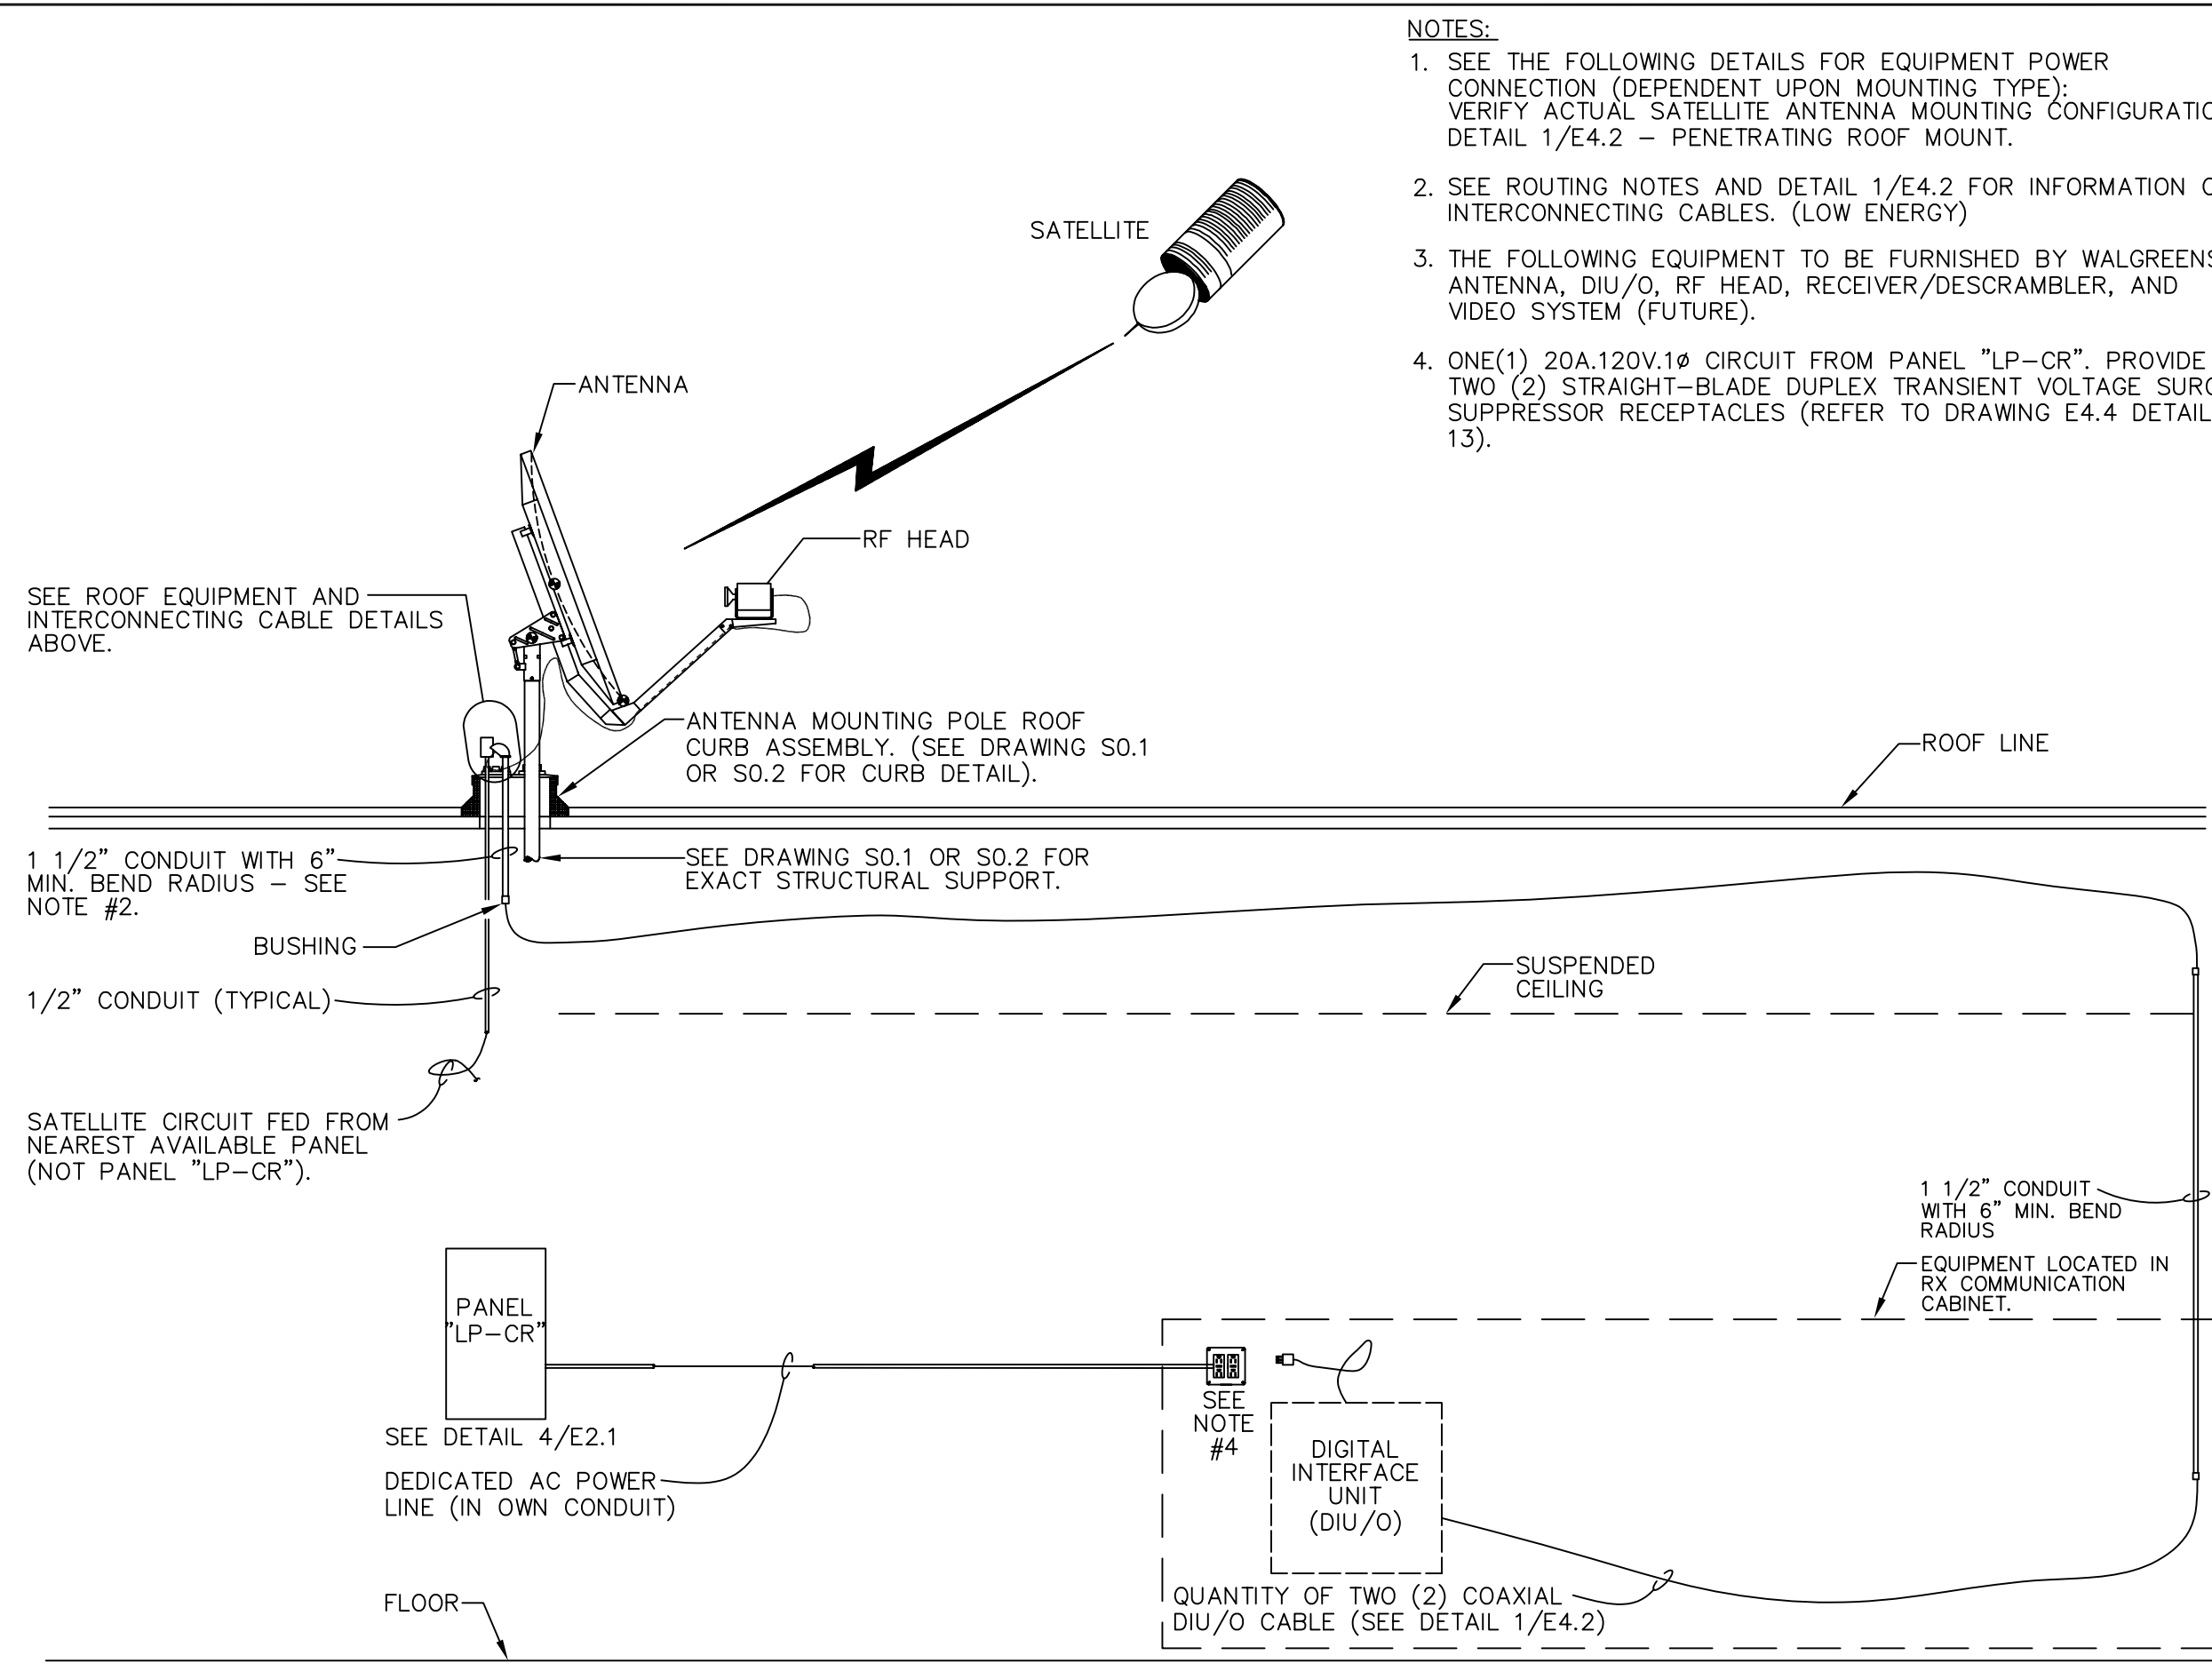 NOTES:
1. SEE THE FOLLOWING DETAILS FOR EQUIPMENT POWER
CONNECTION (DEPENDENT UPON MOUNTING TYPE):
VERIFY ACTUAL SATELLITE ANTENNA MOUNTING
DETAIL 1/E4.2 – PENETRATING ROOF MOUNT.
2. SEE ROUTING NOTES AND DETAIL 1/E4.2 FOR INFORMATION
INTERCONNECTING CABLES. (LOW ENERGY)
3. THE FOLLOWING EQUIPMENT TO BE FURNISHED BY WALGREENS
ANTENNA, DIU/O, RF HEAD, RECEIVER/DESCRAMBLER, AND
VIDEO SYSTEM (FUTURE).
4. ONE(1) 20A.120V.1ø CIRCUIT FROM PANEL "LP–CR". PROVIDE
TWO (2) STRAIGHT–BLADE DUPLEX TRANSIENT VOLTAGE
SUPPRESSOR RECEPTACLES (REFER TO DRAWING E4.4 DETAIL
13).
SATELLITE
ANTENNA
RF HEAD
SEE ROOF EQUIPMENT AND
INTERCONNECTING CABLE DETAILS
ABOVE.
ANTENNA MOUNTING POLE ROOF
CURB ASSEMBLY. (SEE DRAWING S0.1
OR S0.2 FOR CURB DETAIL).
ROOF LINE
1 1/2" CONDUIT WITH 6"
MIN. BEND RADIUS – SEE
NOTE #2.
SEE DRAWING S0.1 OR S0.2 FOR
EXACT STRUCTURAL SUPPORT.
BUSHING
SUSPENDED
CEILING
1/2" CONDUIT (TYPICAL)
SATELLITE CIRCUIT FED FROM
NEAREST AVAILABLE PANEL
(NOT PANEL "LP–CR").
1 1/2" CONDUIT
WITH 6" MIN. BEND
RADIUS
EQUIPMENT LOCATED IN
RX COMMUNICATION
CABINET.
PANEL
"LP–CR"
SEE DETAIL 4/E2.1
DEDICATED AC POWER
LINE (IN OWN CONDUIT)
SEE
NOTE
#4
DIGITAL
INTERFACE
UNIT
(DIU/O)
QUANTITY OF TWO (2) COAXIAL
DIU/O CABLE (SEE DETAIL 1/E4.2)
FLOOR